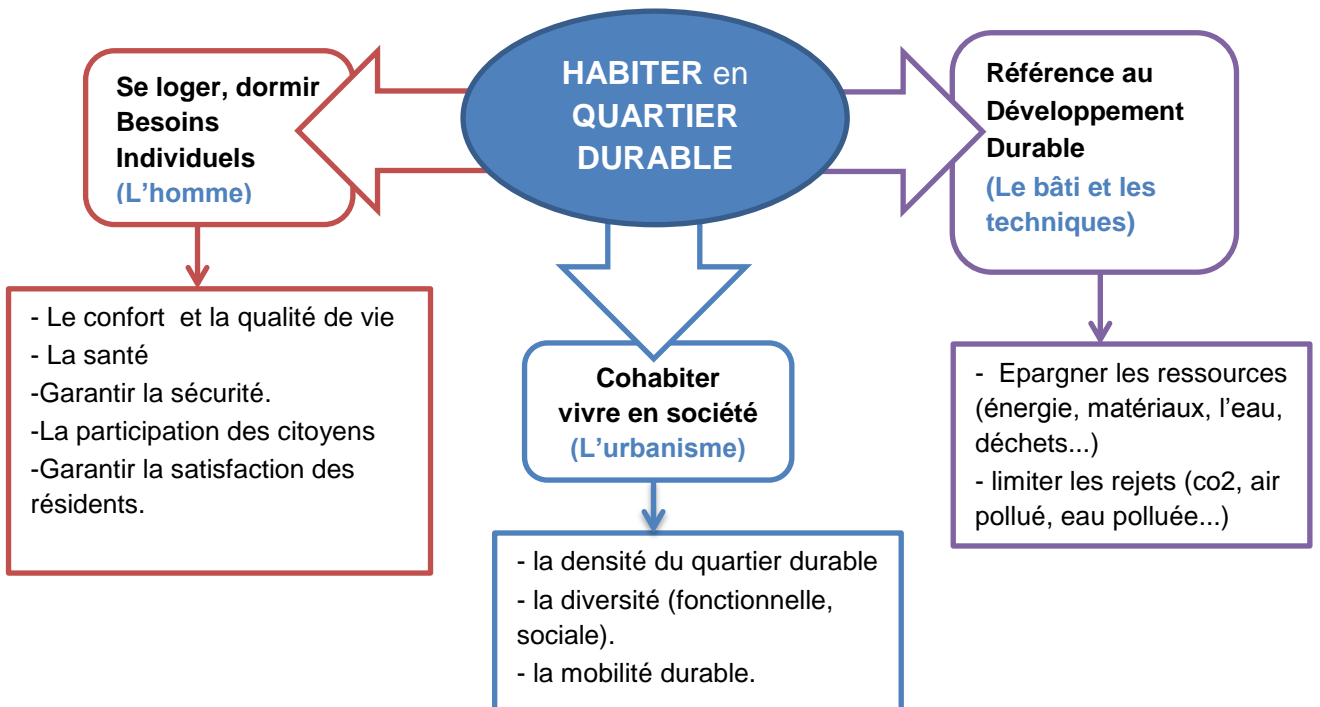 HABITER en
QUARTIER
DURABLE
Se loger, dormir
Besoins
Individuels
(L'homme)
- Le confort  et la qualité de vie
- La santé
-Garantir la sécurité.
-La participation des citoyens
-Garantir la satisfaction des
résidents.
Cohabiter
vivre en société
(L'urbanisme)
- la densité du quartier durable
- la diversité (fonctionnelle,
sociale).
- la mobilité durable.
Référence au
Développement
Durable
(Le bâti et les
techniques)
-  Epargner les ressources
(énergie, matériaux, l'eau,
déchets...)
- limiter les rejets (co2, air
pollué, eau polluée...)